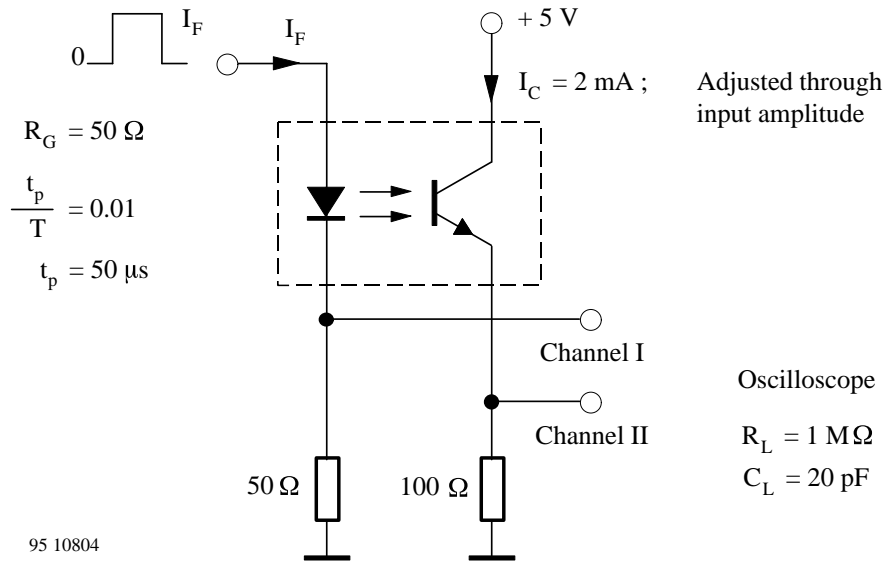 I_F
0
I_F
+ 5 V
I_C = 2 mA ;
Adjusted through
input amplitude
R_G = 50 Ω
t_p
T
= 0.01
t_p = 50 μs
Channel I
Channel II
Oscilloscope
R_L = 1 MΩ
C_L = 20 pF
50 Ω
100 Ω
95 10804